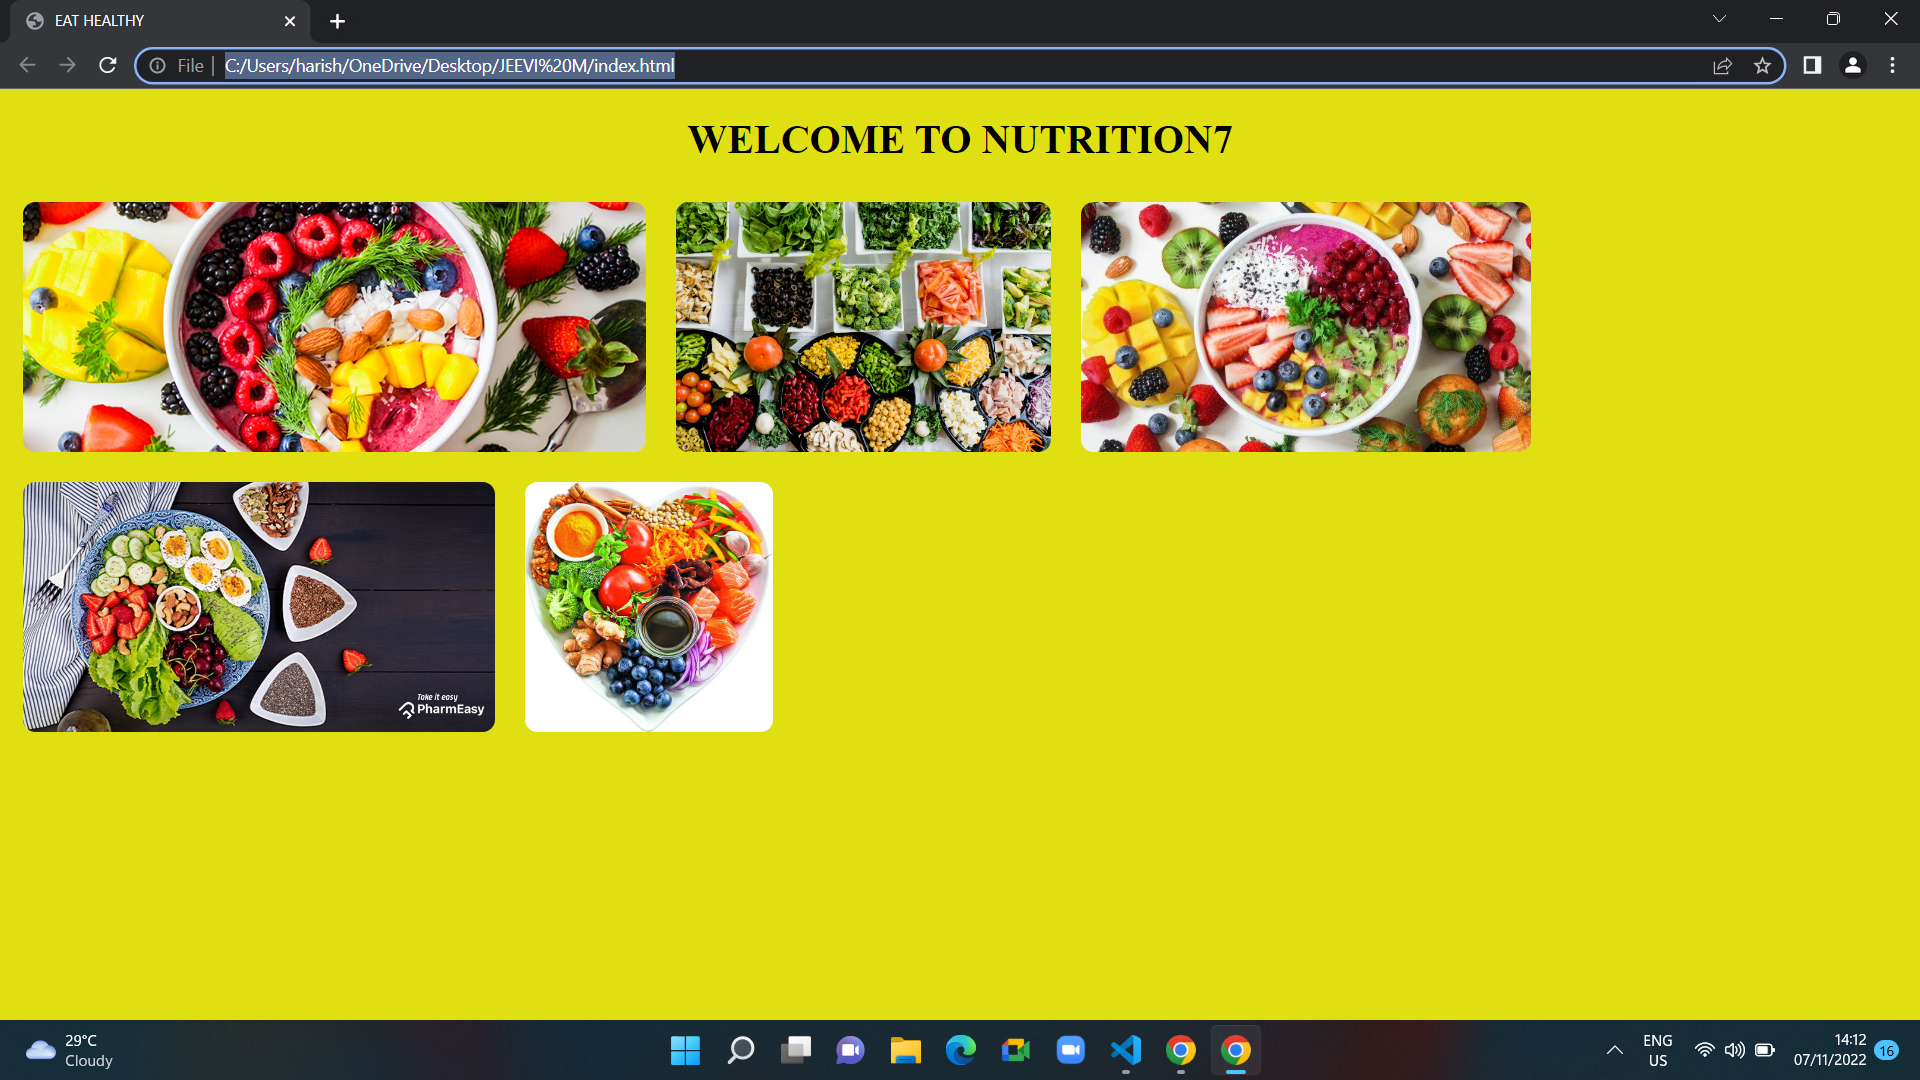 EAT HEALTHY
File
C:/Users/harish/OneDrive/Desktop/JEEVI%20M/index.html
WELCOME TO NUTRITION7
Take it easy
PharmEasy
29°C
Cloudy
ENG
US
14:12
07/11/2022
16